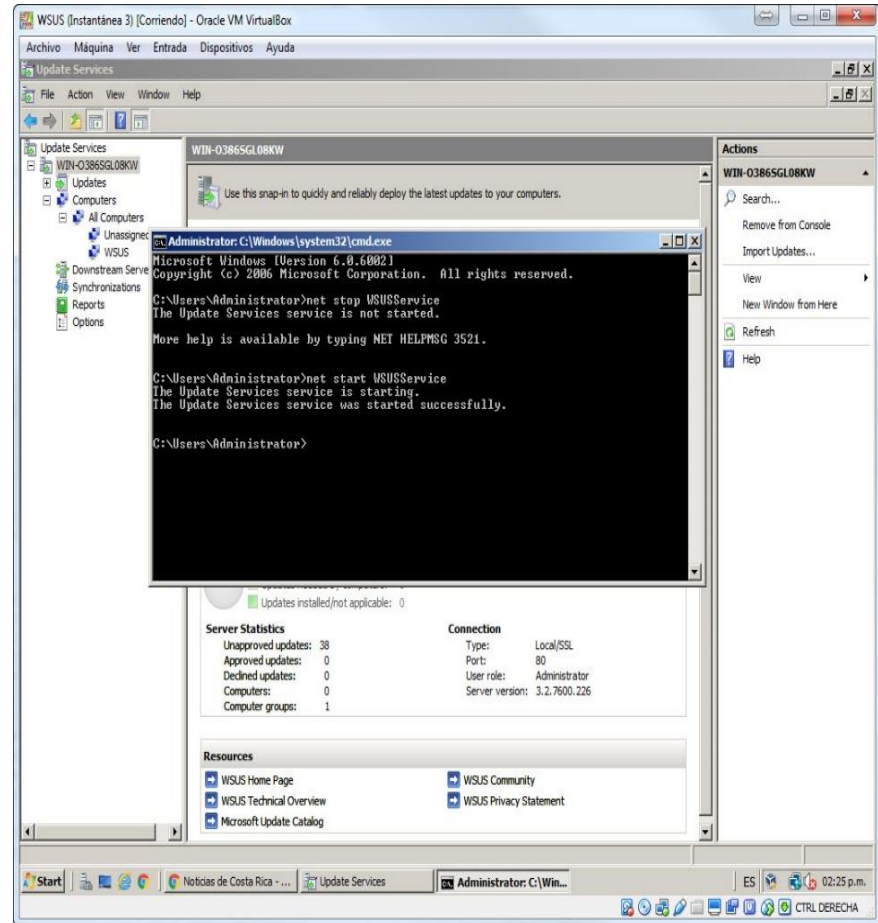 WSUS (Instantánea 3) [Corriendo] - Oracle VM VirtualBox
Archivo Máquina Ver Entrada Dispositivos Ayuda
Update Services
File Action View Window Help
Update Services
WIN-O386SGL08KW
Updates
Computers
All Computers
Unassigned
WSUS
Downstream Serve
Synchronizations
Reports
Options
WIN-O386SGL08KW
Use this snap-in to quickly and reliably deploy the latest updates to your computers.
Administrator: C:\Windows\system32\cmd.exe
Microsoft Windows [Version 6.0.6002]
Copyright (c) 2006 Microsoft Corporation. All rights reserved.
C:\Users\Administrator>net stop WSUSService
The Update Services service is not started.
More help is available by typing NET HELPMSG 3521.
C:\Users\Administrator>net start WSUSService
The Update Services service is starting.
The Update Services service was started successfully.
C:\Users\Administrator>
Updates installed/not applicable: 0
Server Statistics
Unapproved updates: 38
Approved updates: 0
Declined updates: 0
Computers: 0
Computer groups: 1
Connection
Type: Local/SSL
Port: 80
User role: Administrator
Server version: 3.2.7600.226
Resources
WSUS Home Page
WSUS Technical Overview
Microsoft Update Catalog
WSUS Community
WSUS Privacy Statement
Actions
WIN-O386SGL08KW
Search...
Remove from Console
Import Updates...
View
New Window from Here
Refresh
Help
Start
Noticias de Costa Rica - ...
Update Services
Administrator: C:\Win...
ES
02:25 p.m.
CTRL DERECHA